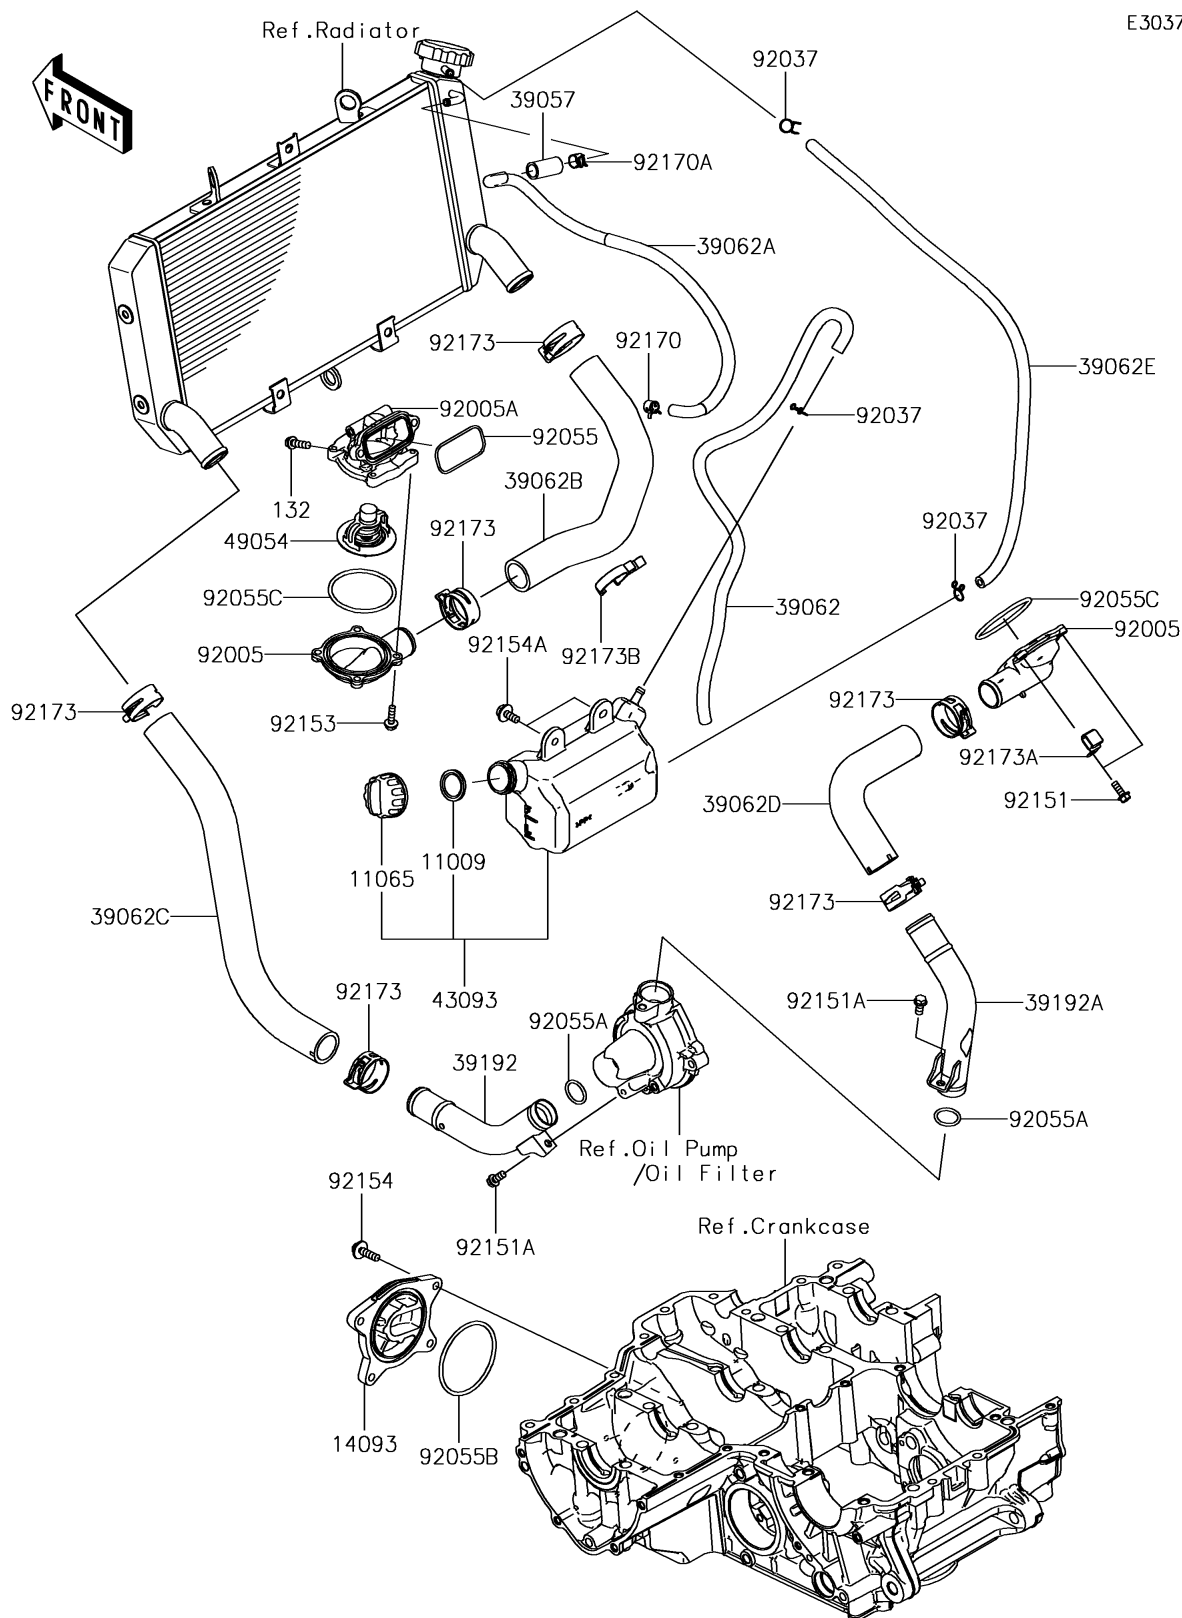 E3037
Ref.Radiator
FRONT
92037
39057
92170A
39062A
92173
92170
39062E
92005A
92037
92055
132
39062B
49054
92173
92037
92055C
39062
92055C
92005
92154A
92173B
92005
92173
92173
92153
92173A
39062D
92151
11009
11065
92173
39062C
43093
92173
92151A
39192A
92055A
39192
92055A
Ref.Oil Pump
/Oil Filter
92154
92151A
Ref.Crankcase
14093
92055B